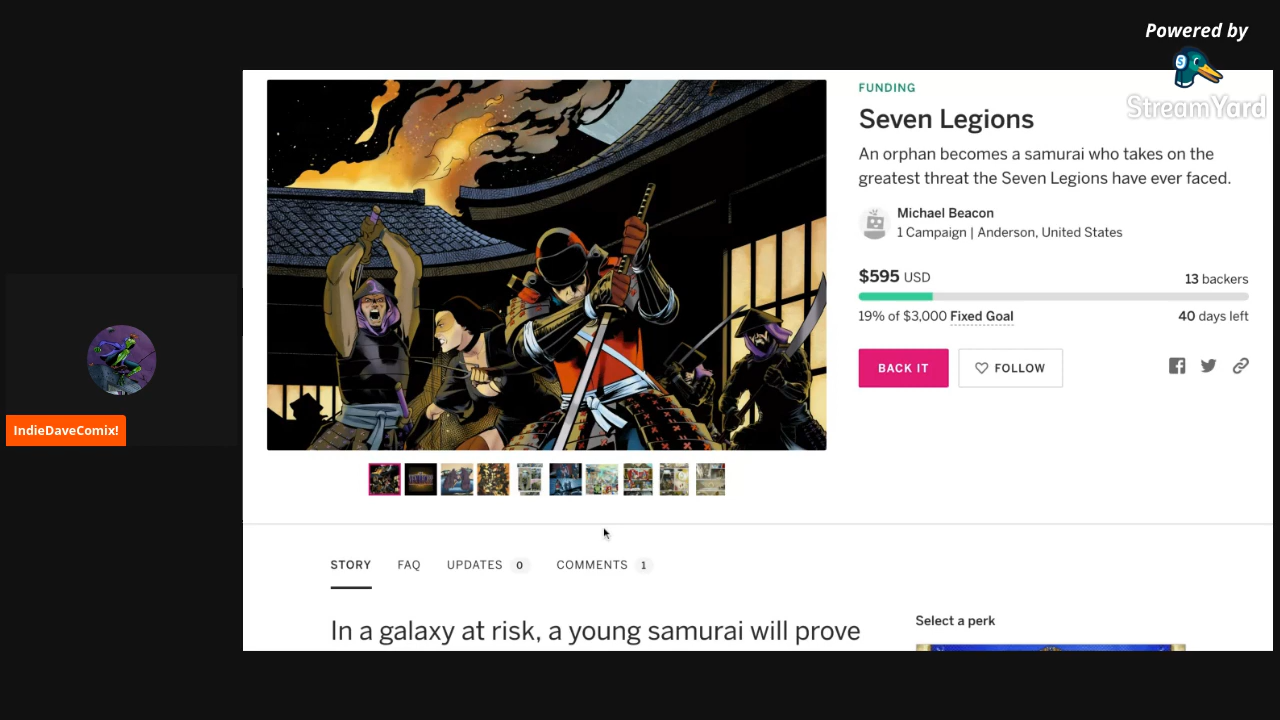 Powered by
StreamYard
FUNDING
Seven Legions
An orphan becomes a samurai who takes on the
greatest threat the Seven Legions have ever faced.
Michael Beacon
1 Campaign | Anderson, United States
$595 USD
13 backers
19% of $3,000 Fixed Goal
40 days left
BACK IT
FOLLOW
IndieDaveComix!
STORY
FAQ
UPDATES 0
COMMENTS 1
In a galaxy at risk, a young samurai will prove
Select a perk